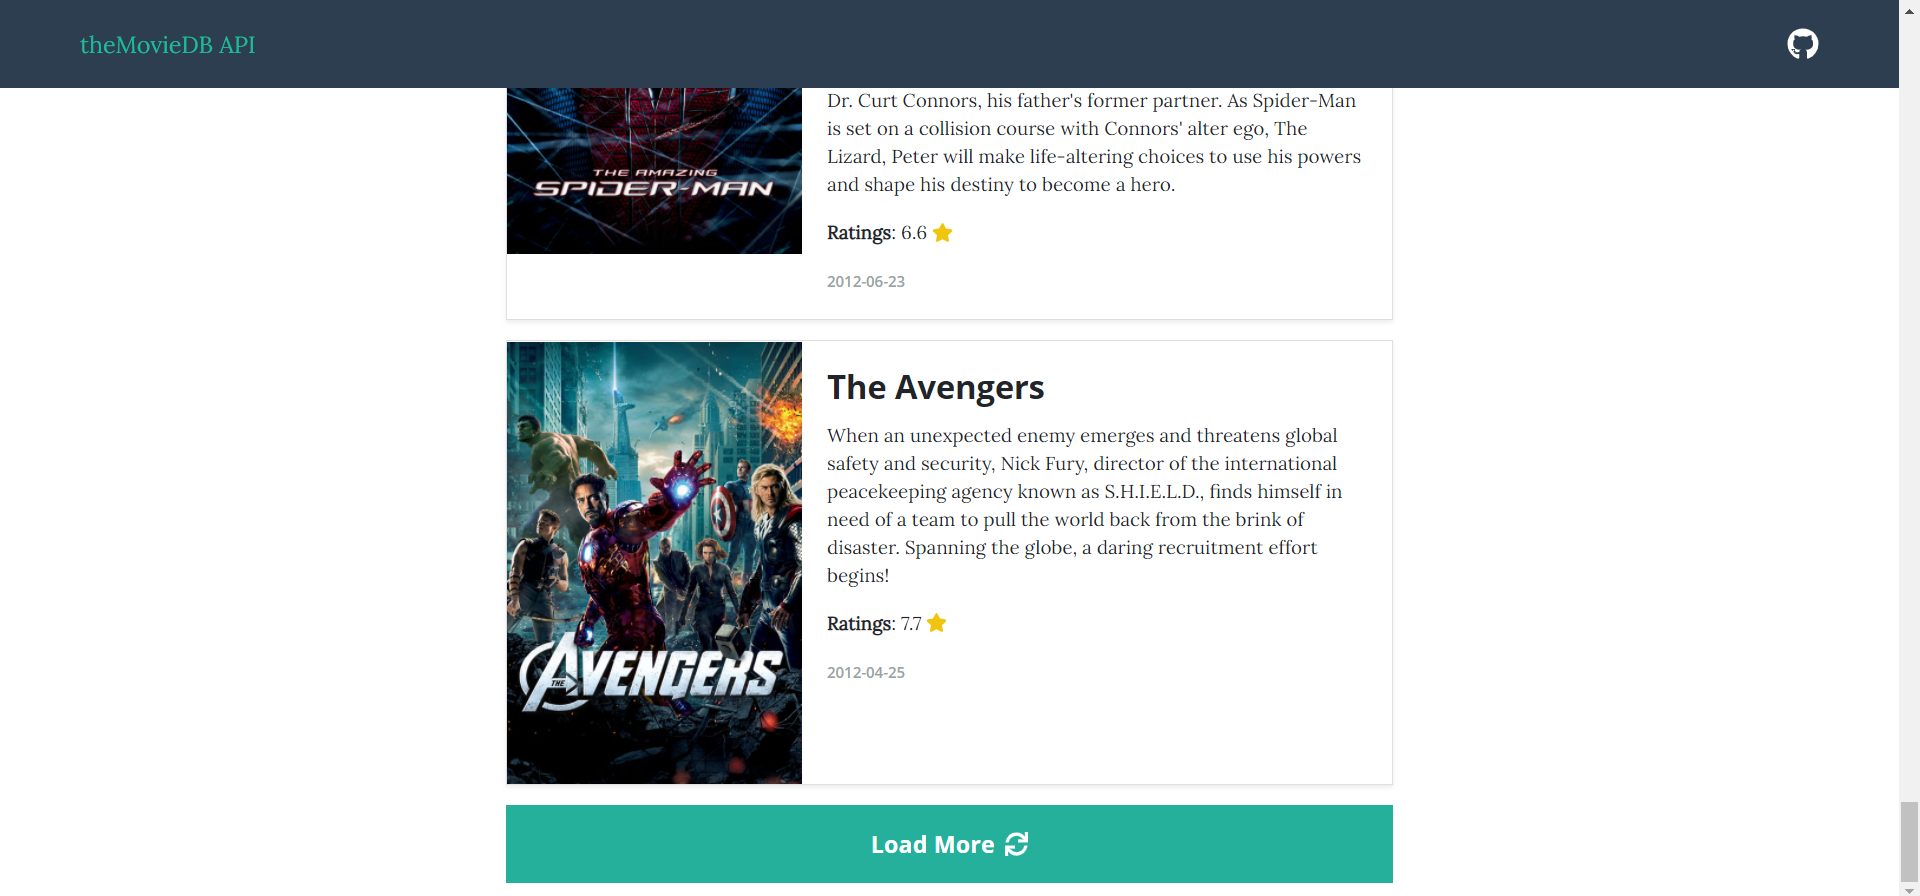 theMovieDB API
Dr. Curt Connors, his father's former partner. As Spider-Man
is set on a collision course with Connors' alter ego, The
Lizard, Peter will make life-altering choices to use his powers
and shape his destiny to become a hero.
THE AMAZING
SPIDER-MAN
Ratings: 6.6
2012-06-23
The Avengers
When an unexpected enemy emerges and threatens global
safety and security, Nick Fury, director of the international
peacekeeping agency known as S.H.I.E.L.D., finds himself in
need of a team to pull the world back from the brink of
disaster. Spanning the globe, a daring recruitment effort
begins!
Ratings: 7.7
2012-04-25
THE AVENGERS
Load More